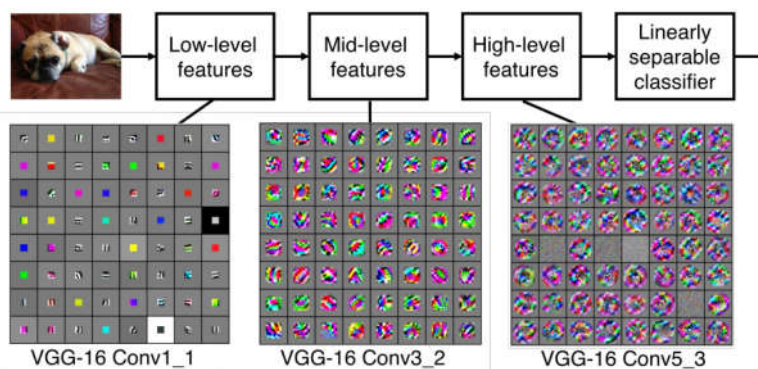 Low-level
features
Mid-level
features
High-level
features
Linearly
separable
classifier
VGG-16 Conv1_1
VGG-16 Conv3_2
VGG-16 Conv5_3